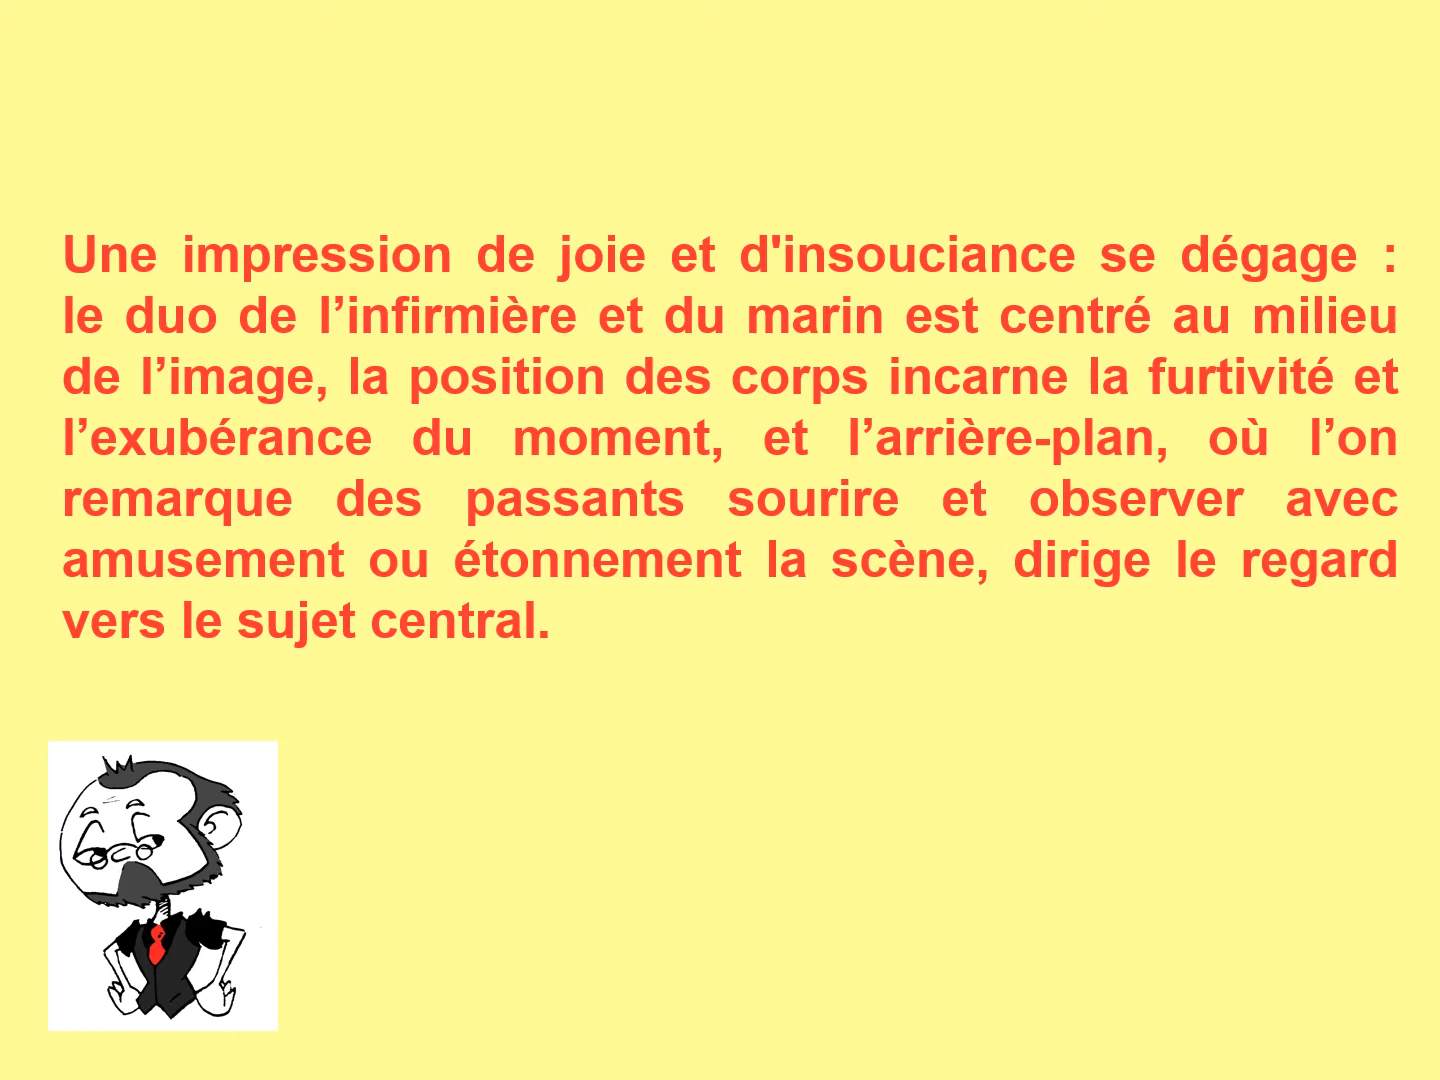 Une impression de joie et d'insouciance se dégage :
le duo de l’infirmière et du marin est centré au milieu
de l’image, la position des corps incarne la furtivité et
l’exubérance du moment, et l’arrière-plan, où l’on
remarque des passants sourire et observer avec
amusement ou étonnement la scène, dirige le regard
vers le sujet central.